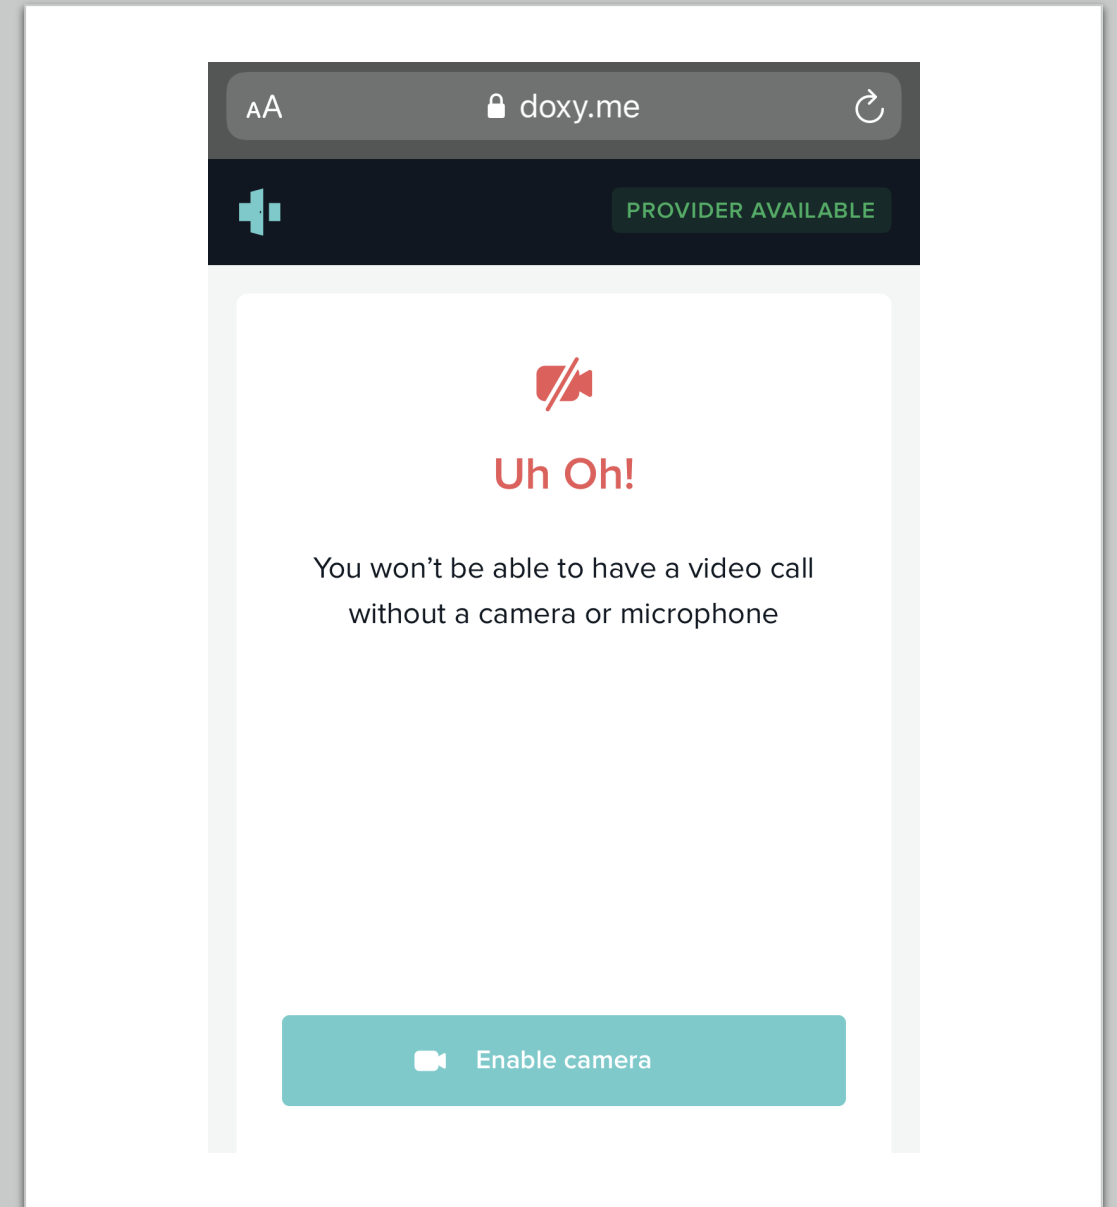 AA
doxy.me
PROVIDER AVAILABLE
Uh Oh!
You won’t be able to have a video call
without a camera or microphone
Enable camera